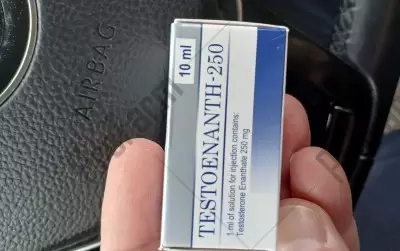 AIRBAG
10 ml
TESTOENANTH-250
1 ml of solution for injection contains:
Testosterone Enanthate 250 mg